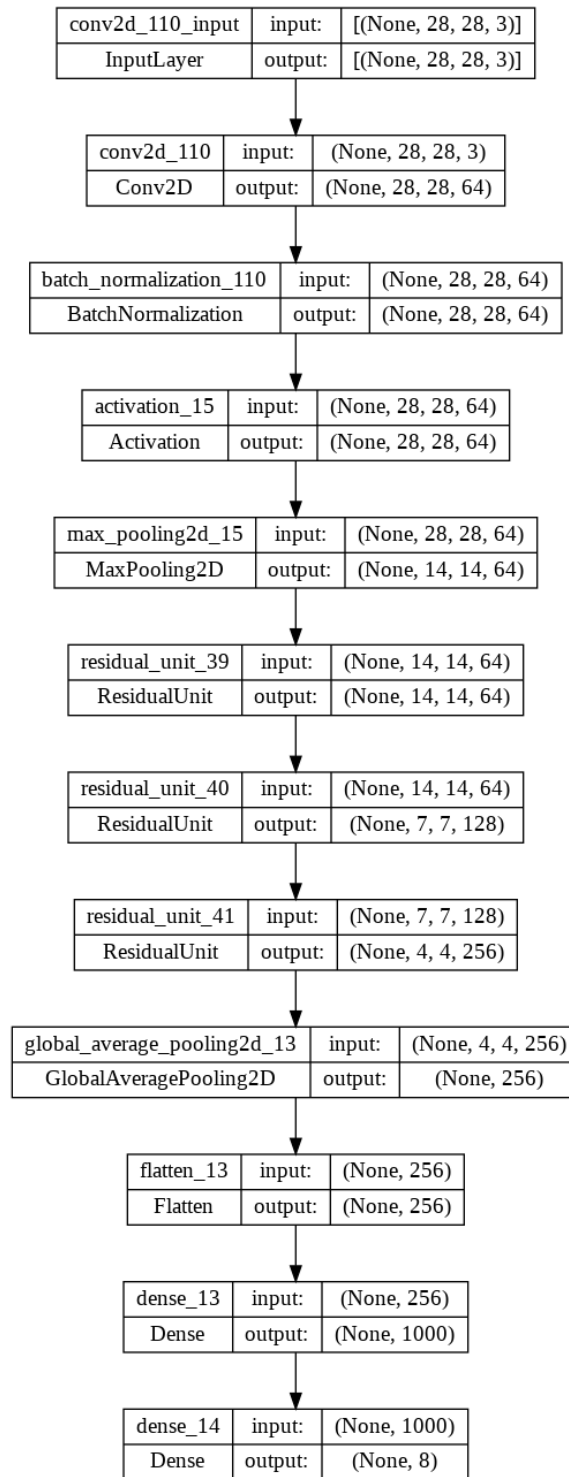 conv2d_110_input input: [(None, 28, 28, 3)]
InputLayer output: [(None, 28, 28, 3)]
conv2d_110 input: (None, 28, 28, 3)
Conv2D output: (None, 28, 28, 64)
batch_normalization_110 input: (None, 28, 28, 64)
BatchNormalization output: (None, 28, 28, 64)
activation_15 input: (None, 28, 28, 64)
Activation output: (None, 28, 28, 64)
max_pooling2d_15 input: (None, 28, 28, 64)
MaxPooling2D output: (None, 14, 14, 64)
residual_unit_39 input: (None, 14, 14, 64)
ResidualUnit output: (None, 14, 14, 64)
residual_unit_40 input: (None, 14, 14, 64)
ResidualUnit output: (None, 7, 7, 128)
residual_unit_41 input: (None, 7, 7, 128)
ResidualUnit output: (None, 4, 4, 256)
global_average_pooling2d_13 input: (None, 4, 4, 256)
GlobalAveragePooling2D output: (None, 256)
flatten_13 input: (None, 256)
Flatten output: (None, 256)
dense_13 input: (None, 256)
Dense output: (None, 1000)
dense_14 input: (None, 1000)
Dense output: (None, 8)